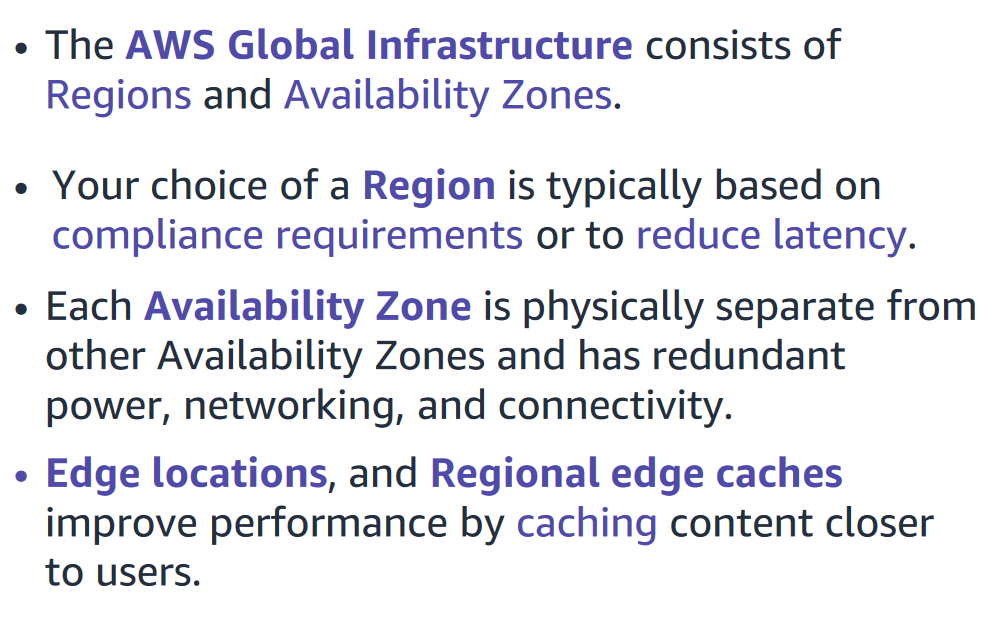 • The AWS Global Infrastructure consists of
Regions and Availability Zones.
• Your choice of a Region is typically based on
compliance requirements or to reduce latency.
• Each Availability Zone is physically separate from
other Availability Zones and has redundant
power, networking, and connectivity.
• Edge locations, and Regional edge caches
improve performance by caching content closer
to users.